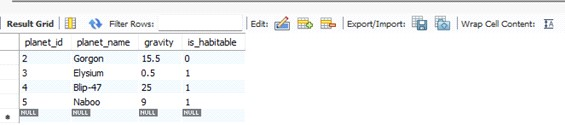 Result Grid Filter Rows: Edit: Export/Import: Wrap Cell Content: IA
planet_id planet_name gravity is_habitable
2 Gorgon 15.5 0
3 Elysium 0.5 1
4 Blip-47 25 1
5 Naboo 9 1
NULL NULL NULL NULL